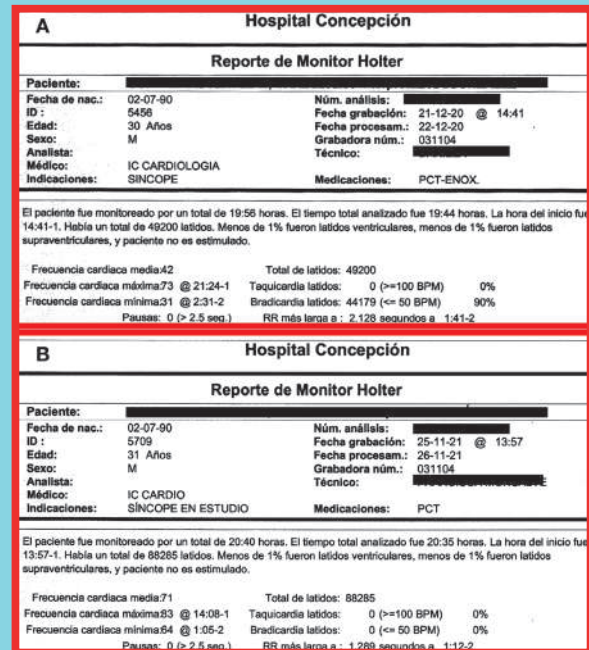 A
Hospital Concepción
Reporte de Monitor Holter
Paciente:
Fecha de nac.: 02-07-90 Núm. análisis:
ID : 5456 Fecha grabación: 21-12-20 @ 14:41
Edad: 30 Años Fecha procesam.: 22-12-20
Sexo: M Grabadora núm.: 031104
Analista: Técnico:
Médico: IC CARDIOLOGIA
Indicaciones: SINCOPE Medicaciones: PCT-ENOX.
El paciente fue monitoreado por un total de 19:56 horas. El tiempo total analizado fue 19:44 horas. La hora del inicio fue
14:41-1. Había un total de 49200 latidos. Menos de 1% fueron latidos ventriculares, menos de 1% fueron latidos
supraventriculares, y paciente no es estimulado.
Frecuencia cardiaca media:42 Total de latidos: 49200
Frecuencia cardiaca máxima:73 @ 21:24-1 Taquicardia latidos: 0 (>=100 BPM) 0%
Frecuencia cardiaca mínima:31 @ 2:31-2 Bradicardia latidos: 44179 (<= 50 BPM) 90%
Pausas: 0 (> 2.5 seg.) RR más larga a : 2.128 segundos a 1:41-2
B
Hospital Concepción
Reporte de Monitor Holter
Paciente:
Fecha de nac.: 02-07-90 Núm. análisis:
ID : 5709 Fecha grabación: 25-11-21 @ 13:57
Edad: 31 Años Fecha procesam.: 26-11-21
Sexo: M Grabadora núm.: 031104
Analista: Técnico:
Médico: IC CARDIO
Indicaciones: SÍNCOPE EN ESTUDIO Medicaciones: PCT
El paciente fue monitoreado por un total de 20:40 horas. El tiempo total analizado fue 20:35 horas. La hora del inicio fue
13:57-1. Había un total de 88285 latidos. Menos de 1% fueron latidos ventriculares, menos de 1% fueron latidos
supraventriculares, y paciente no es estimulado.
Frecuencia cardiaca media:71 Total de latidos: 88285
Frecuencia cardiaca máxima:83 @ 14:08-1 Taquicardia latidos: 0 (>=100 BPM) 0%
Frecuencia cardiaca mínima:64 @ 1:05-2 Bradicardia latidos: 0 (<= 50 BPM) 0%
Pausas: 0 (> 2.5 seg.) RR más larga a : 1.289 segundos a 1:12-2